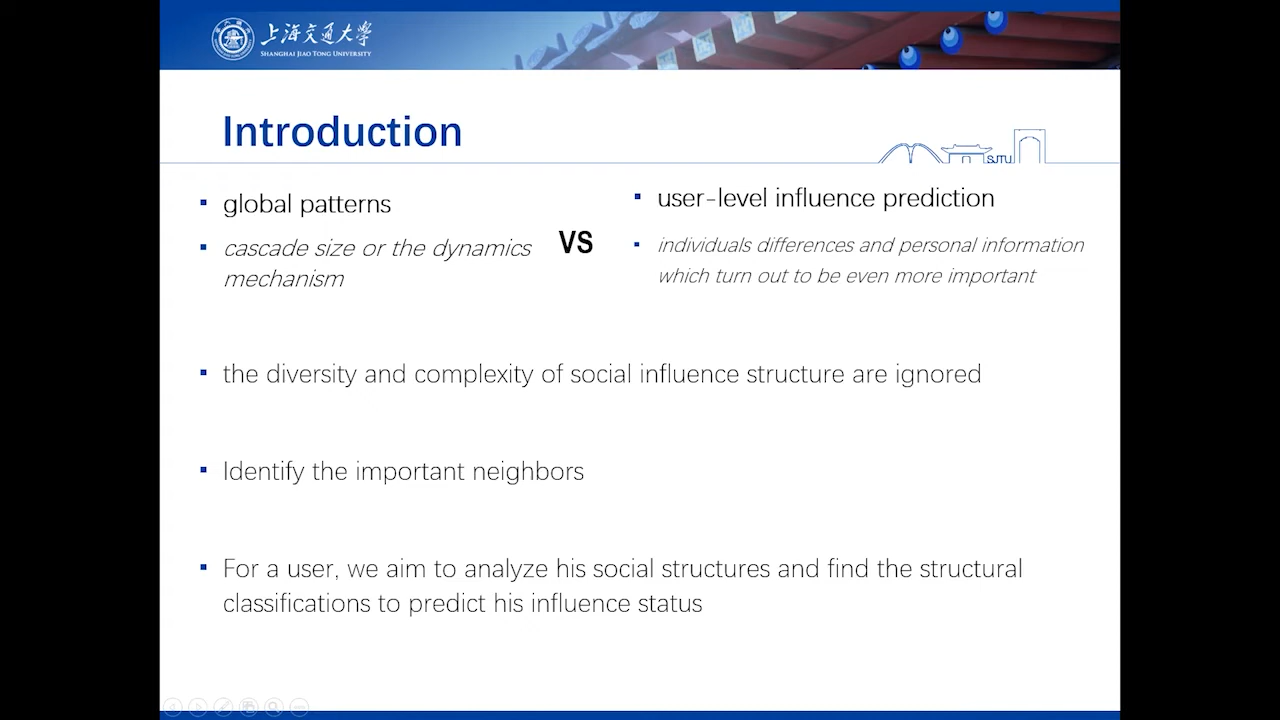 上海交通大学
SHANGHAI JIAO TONG UNIVERSITY
Introduction
SJTU
global patterns
cascade size or the dynamics
mechanism
VS
user-level influence prediction
individuals differences and personal information
which turn out to be even more important
the diversity and complexity of social influence structure are ignored
Identify the important neighbors
For a user, we aim to analyze his social structures and find the structural
classifications to predict his influence status